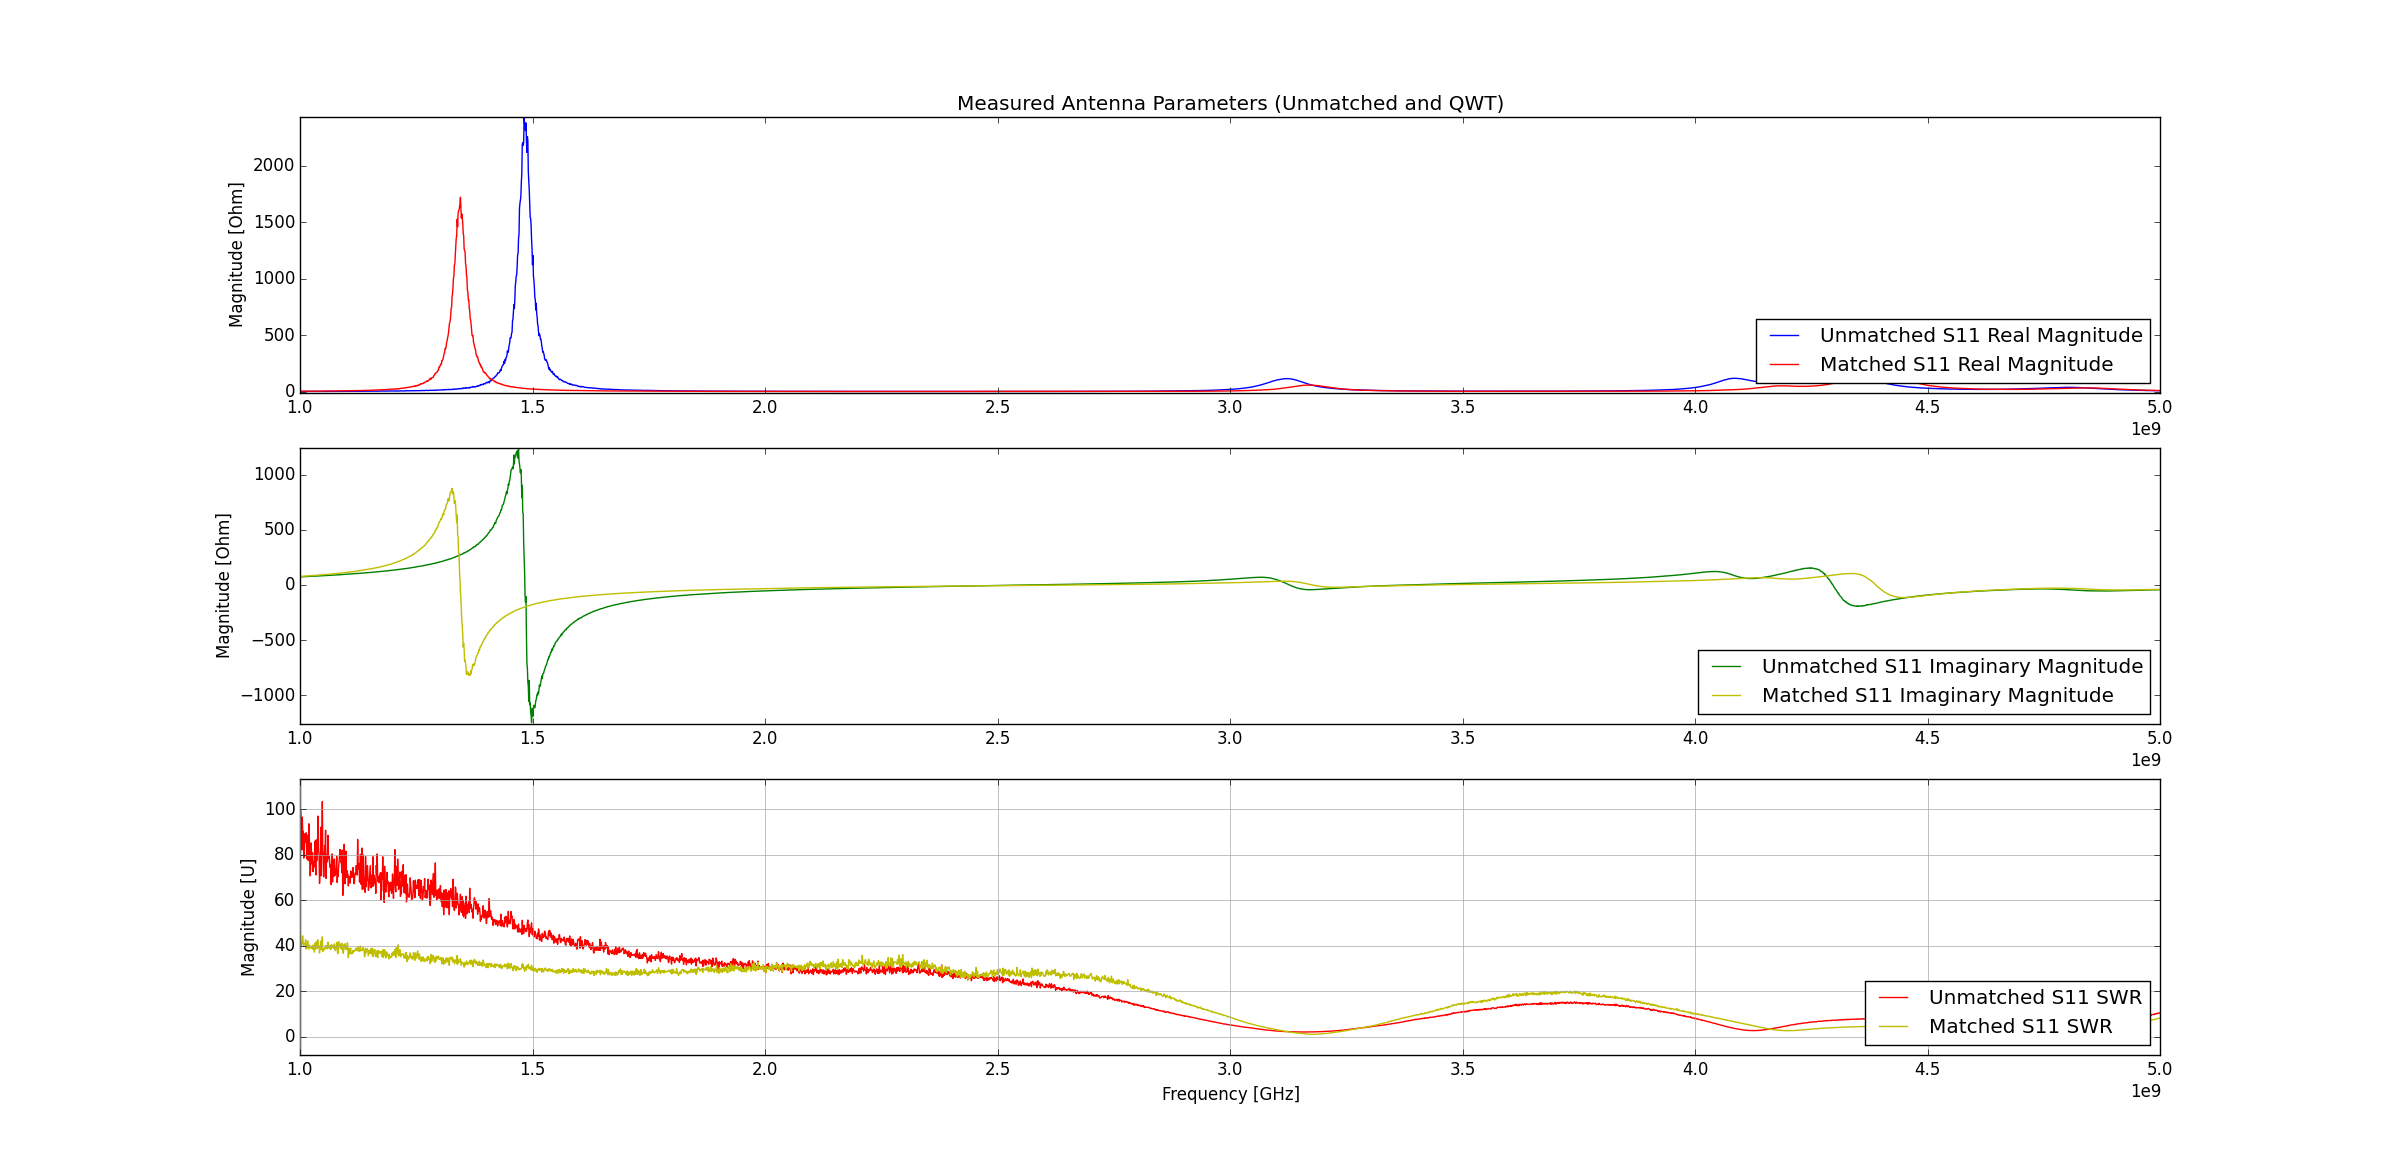 Measured Antenna Parameters (Unmatched and QWT)
Magnitude [Ohm]
2000
1500
1000
500
0
1.0 1.5 2.0 2.5 3.0 3.5 4.0 4.5 5.0
1e9
Unmatched S11 Real Magnitude
Matched S11 Real Magnitude
Magnitude [Ohm]
1000
500
0
−500
−1000
1.0 1.5 2.0 2.5 3.0 3.5 4.0 4.5 5.0
1e9
Unmatched S11 Imaginary Magnitude
Matched S11 Imaginary Magnitude
Magnitude [U]
100
80
60
40
20
0
1.0 1.5 2.0 2.5 3.0 3.5 4.0 4.5 5.0
1e9
Unmatched S11 SWR
Matched S11 SWR
Frequency [GHz]